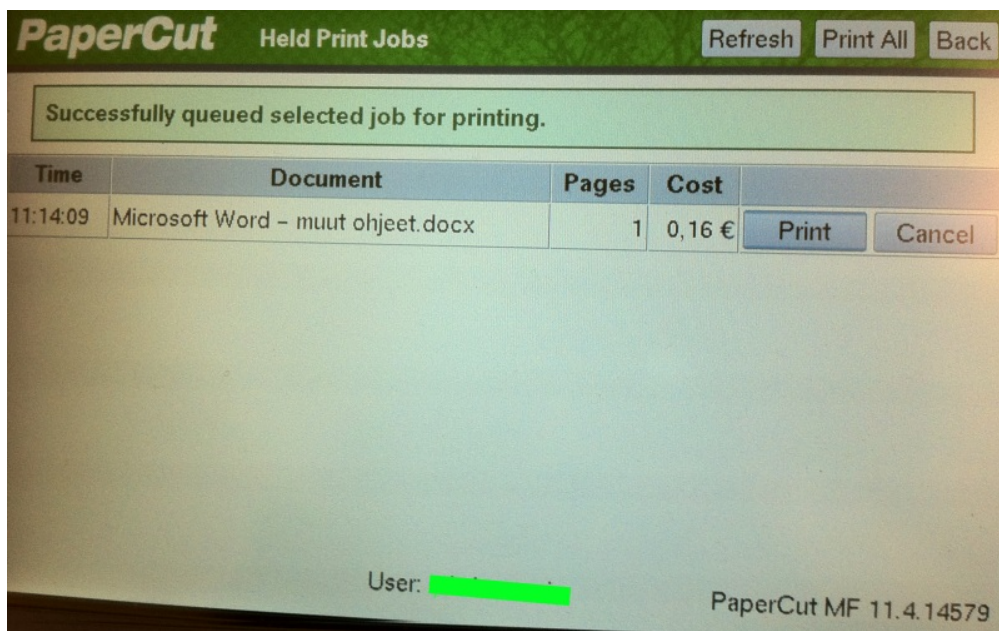 PaperCut Held Print Jobs Refresh Print All Back
Successfully queued selected job for printing.
Time Document Pages Cost
11:14:09 Microsoft Word – muut ohjeet.docx 1 0,16 € Print Cancel
User:
PaperCut MF 11.4.14579